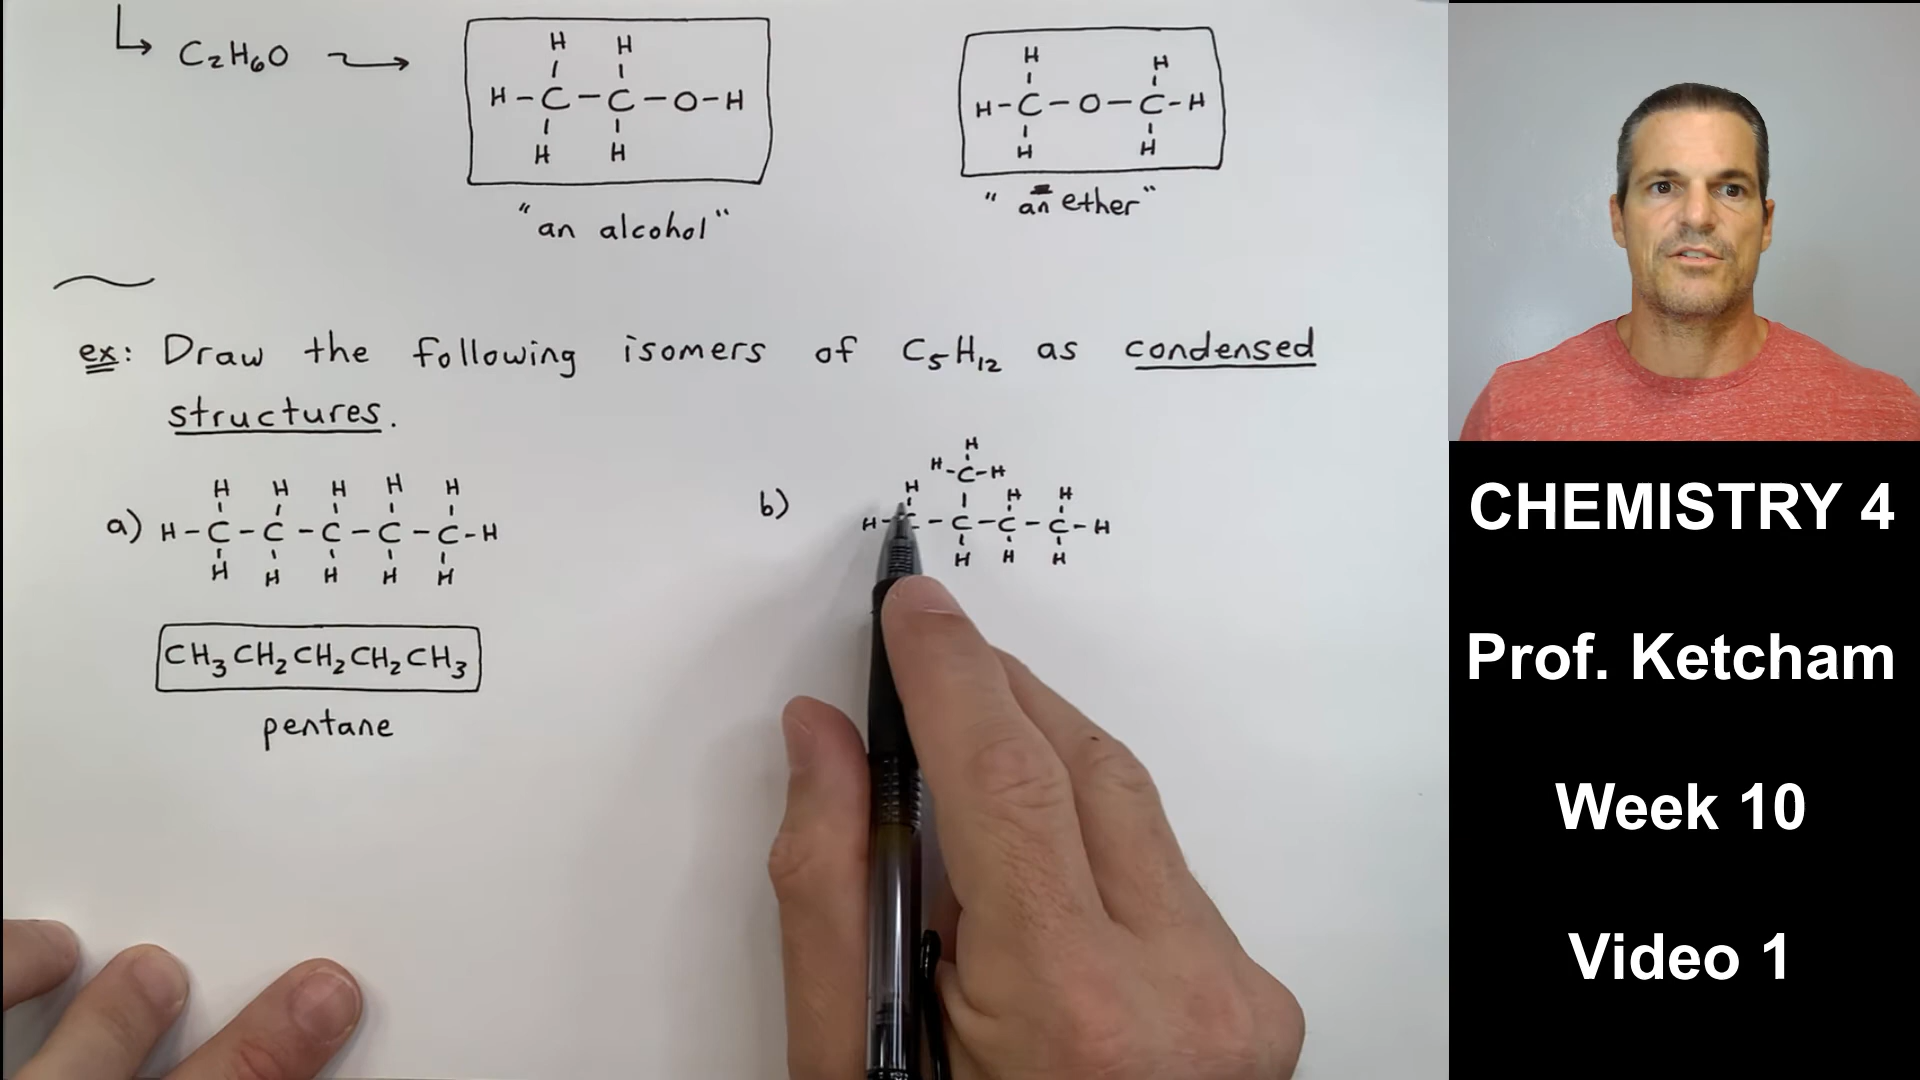 C₂H₆O
H H
H-C-C-O-H
H H
"an alcohol"
H H
H-C-O-C-H
H H
"an ether"
ex: Draw the following isomers of C₅H₁₂ as condensed
structures.
a)
H H H H H
H-C-C-C-C-C-H
H H H H H
CH₃CH₂CH₂CH₂CH₃
pentane
b)
H
H-C-H
H H H
H- -C-C-C-H
H H H
CHEMISTRY 4
Prof. Ketcham
Week 10
Video 1